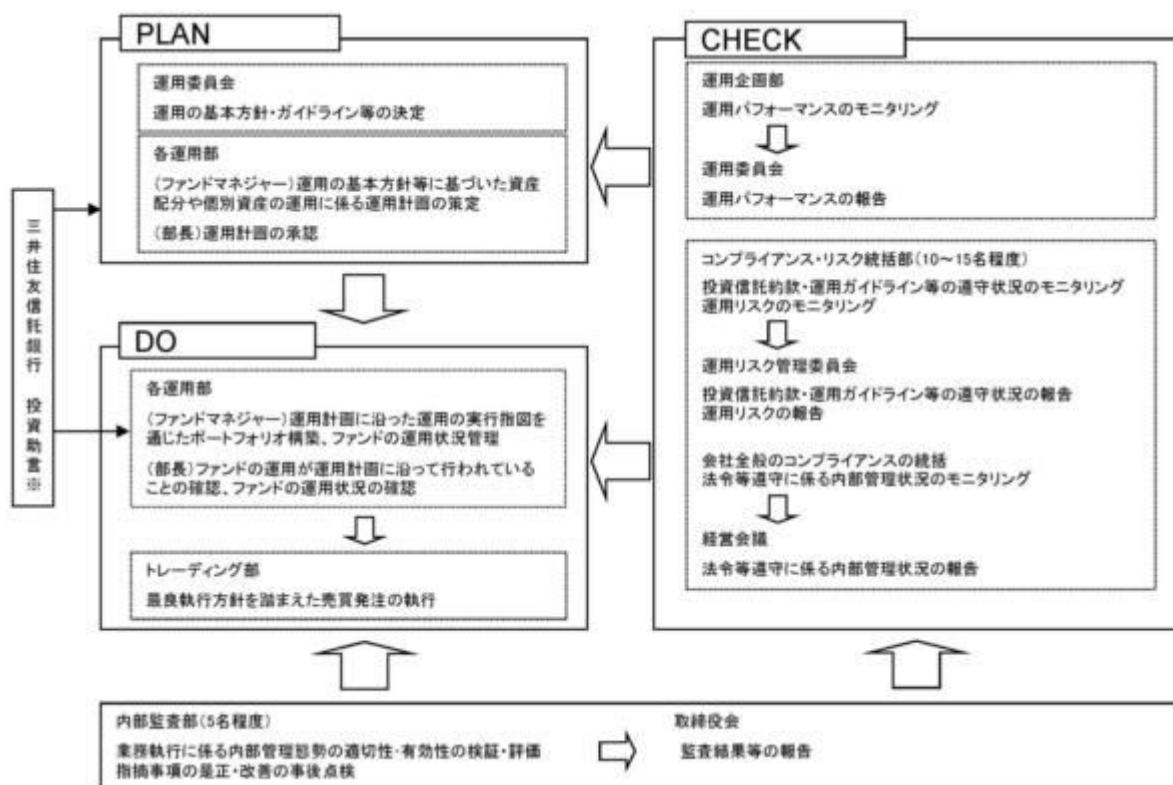 PLAN
運用委員会
運用の基本方針・ガイドライン等の決定
各運用部
(ファンドマネジャー)運用の基本方針等に基づいた資産
配分や個別資産の運用に係る運用計画の策定
(部長)運用計画の承認
三井住友信託銀行 投資助言※
DO
各運用部
(ファンドマネジャー)運用計画に沿った運用の実行指図を
通じたポートフォリオ構築、ファンドの運用状況管理
(部長)ファンドの運用が運用計画に沿って行われている
ことの確認、ファンドの運用状況の確認
トレーディング部
最良執行方針を踏まえた売買発注の執行
CHECK
運用企画部
運用パフォーマンスのモニタリング
運用委員会
運用パフォーマンスの報告
コンプライアンス・リスク統括部(10~15名程度)
投資信託約款・運用ガイドライン等の遵守状況のモニタリング
運用リスクのモニタリング
運用リスク管理委員会
投資信託約款・運用ガイドライン等の遵守状況の報告
運用リスクの報告
会社全般のコンプライアンスの統括
法令等遵守に係る内部管理状況のモニタリング
経営会議
法令等遵守に係る内部管理状況の報告
内部監査部(5名程度)
業務執行に係る内部管理態勢の適切性・有効性の検証・評価
指摘事項の是正・改善の事後点検
取締役会
監査結果等の報告